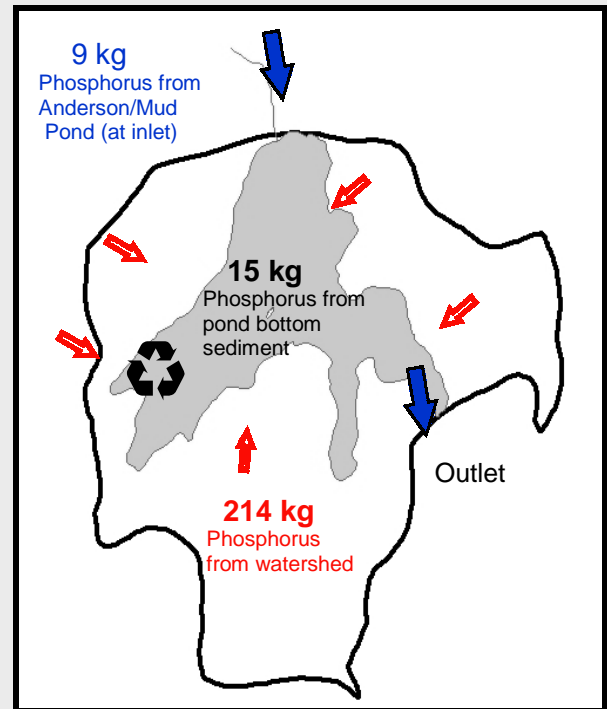 9 kg
Phosphorus from
Anderson/Mud
Pond (at inlet)
15 kg
Phosphorus from
pond bottom
sediment
Outlet
214 kg
Phosphorus
from watershed